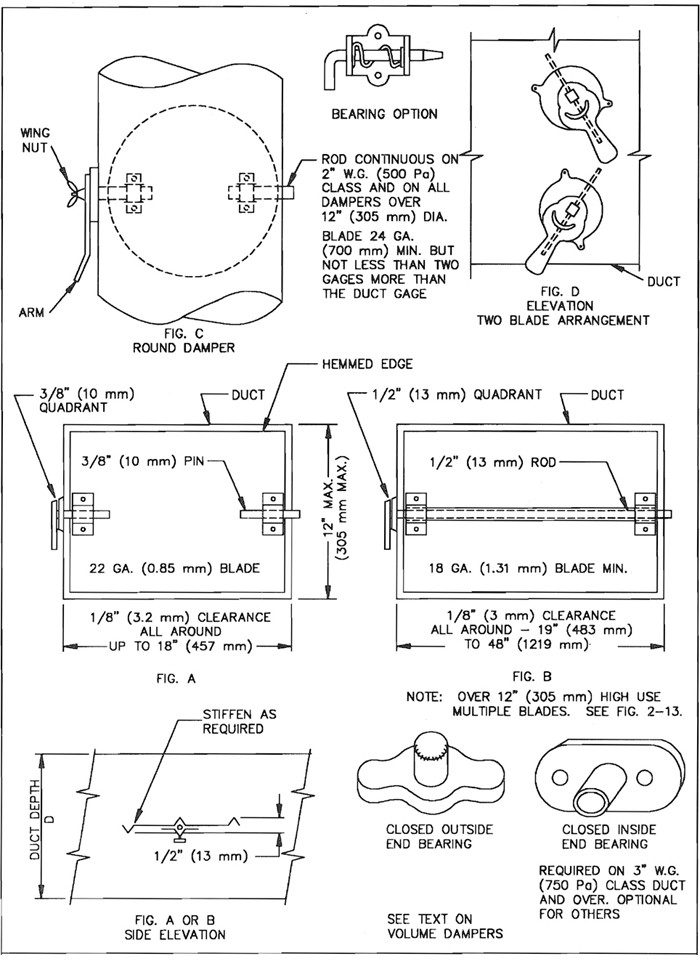 BEARING OPTION
WING
NUT
ARM
FIG. C
ROUND DAMPER
ROD CONTINUOUS ON
2" W.G. (500 Pa)
CLASS AND ON ALL
DAMPERS OVER
12" (305 mm) DIA.
BLADE 24 GA.
(700 mm) MIN. BUT
NOT LESS THAN TWO
GAGES MORE THAN
THE DUCT GAGE
DUCT
FIG. D
ELEVATION
TWO BLADE ARRANGEMENT
HEMMED EDGE
3/8" (10 mm)
QUADRANT
DUCT
3/8" (10 mm) PIN
22 GA. (0.85 mm) BLADE
12" MAX.
(305 mm MAX.)
1/8" (3.2 mm) CLEARANCE
ALL AROUND
UP TO 18" (457 mm)
FIG. A
1/2" (13 mm) QUADRANT
DUCT
1/2" (13 mm) ROD
18 GA. (1.31 mm) BLADE MIN.
1/8" (3 mm) CLEARANCE
ALL AROUND – 19" (483 mm)
TO 48" (1219 mm)
FIG. B
NOTE: OVER 12" (305 mm) HIGH USE
MULTIPLE BLADES. SEE FIG. 2–13.
STIFFEN AS
REQUIRED
DUCT DEPTH
D
1/2" (13 mm)
FIG. A OR B
SIDE ELEVATION
CLOSED OUTSIDE
END BEARING
SEE TEXT ON
VOLUME DAMPERS
CLOSED INSIDE
END BEARING
REQUIRED ON 3" W.G.
(750 Pa) CLASS DUCT
AND OVER. OPTIONAL
FOR OTHERS